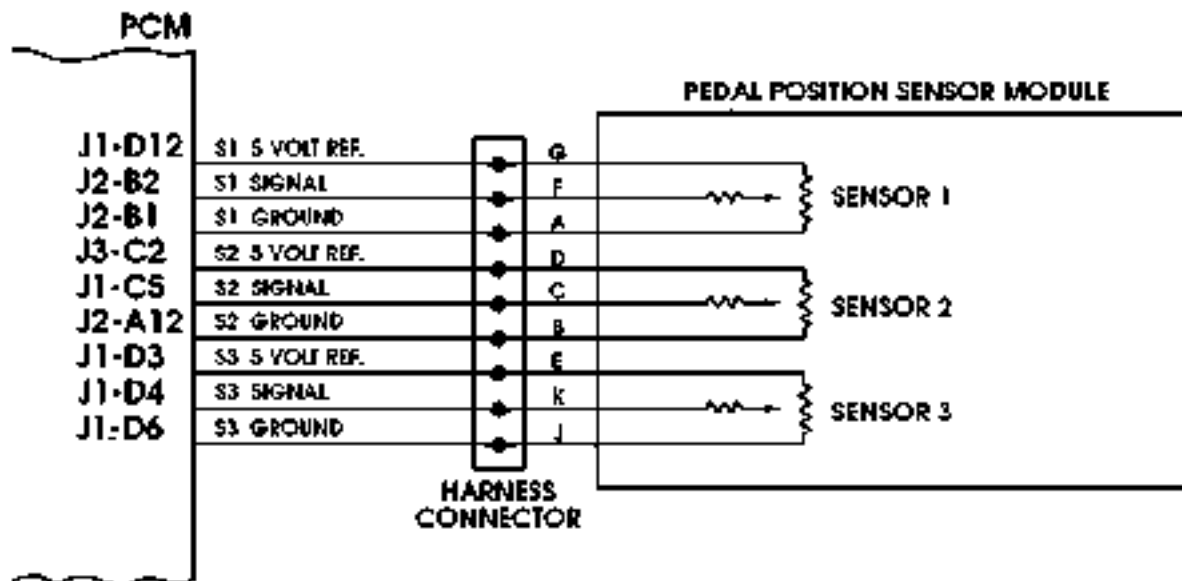 PCM
PEDAL POSITION SENSOR MODULE
J1-D12 S1 5 VOLT REF. G
J2-B2 S1 SIGNAL F SENSOR 1
J2-B1 S1 GROUND A
J3-C2 S2 5 VOLT REF. D
J1-C5 S2 SIGNAL C SENSOR 2
J2-A12 S2 GROUND B
J1-D3 S3 5 VOLT REF. E
J1-D4 S3 SIGNAL K SENSOR 3
J1-D6 S3 GROUND J
HARNESS
CONNECTOR